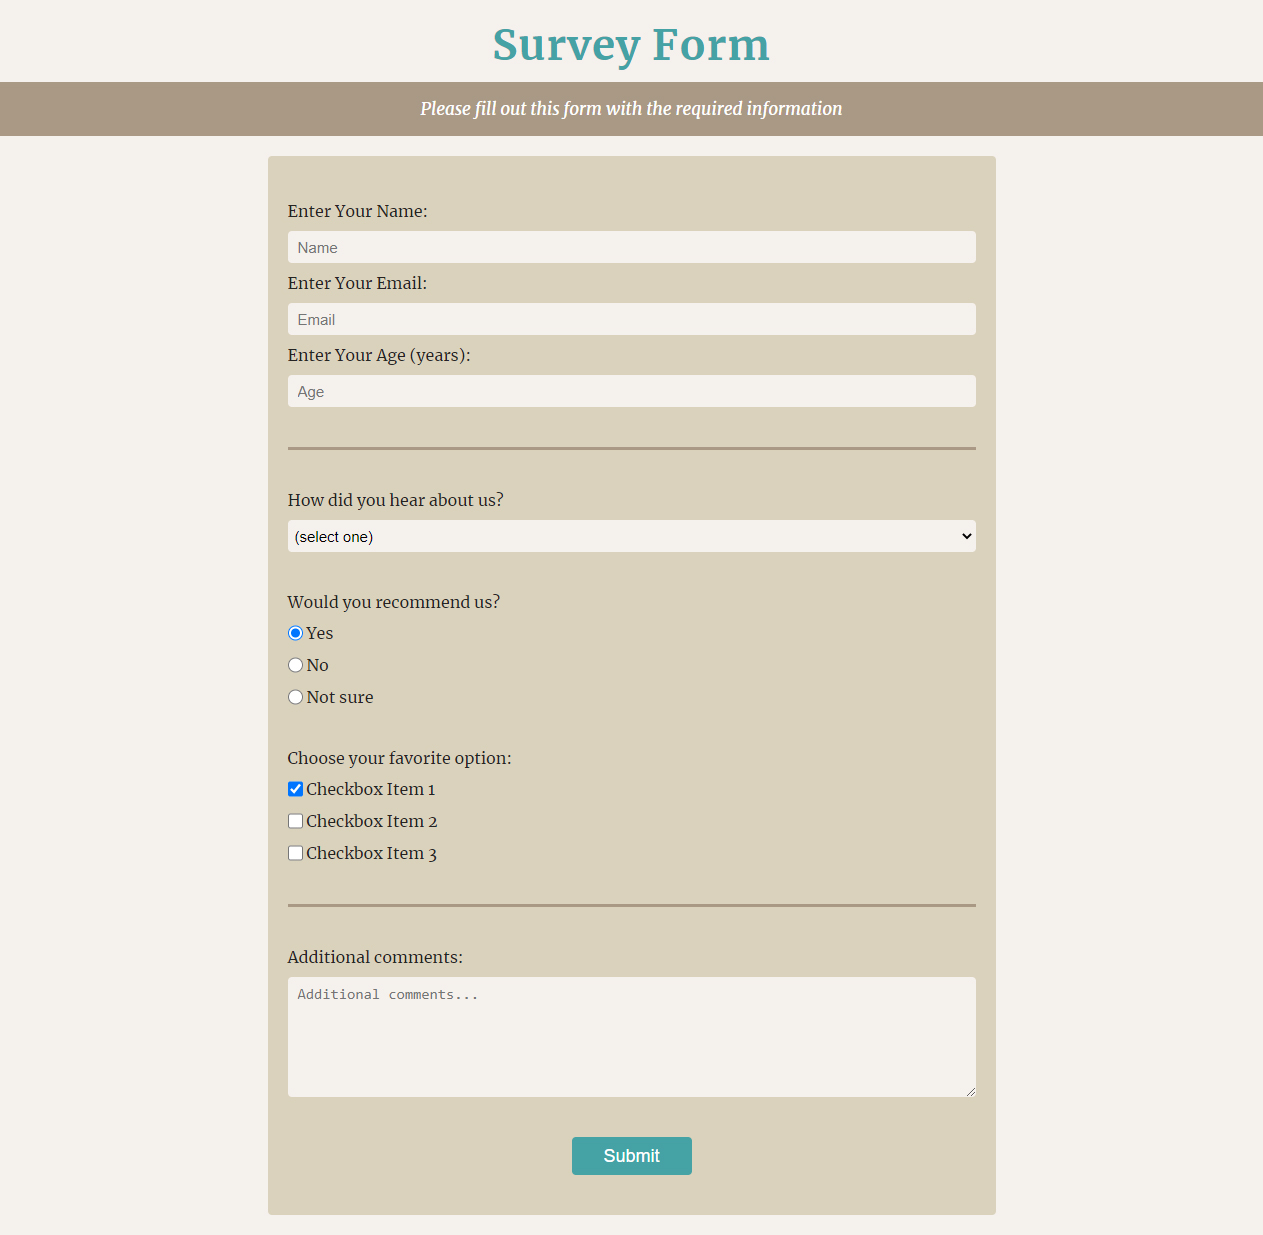 Survey Form
Please fill out this form with the required information
Enter Your Name:
Name
Enter Your Email:
Email
Enter Your Age (years):
Age
How did you hear about us?
(select one)
Would you recommend us?
Yes
No
Not sure
Choose your favorite option:
Checkbox Item 1
Checkbox Item 2
Checkbox Item 3
Additional comments:
Additional comments...
Submit